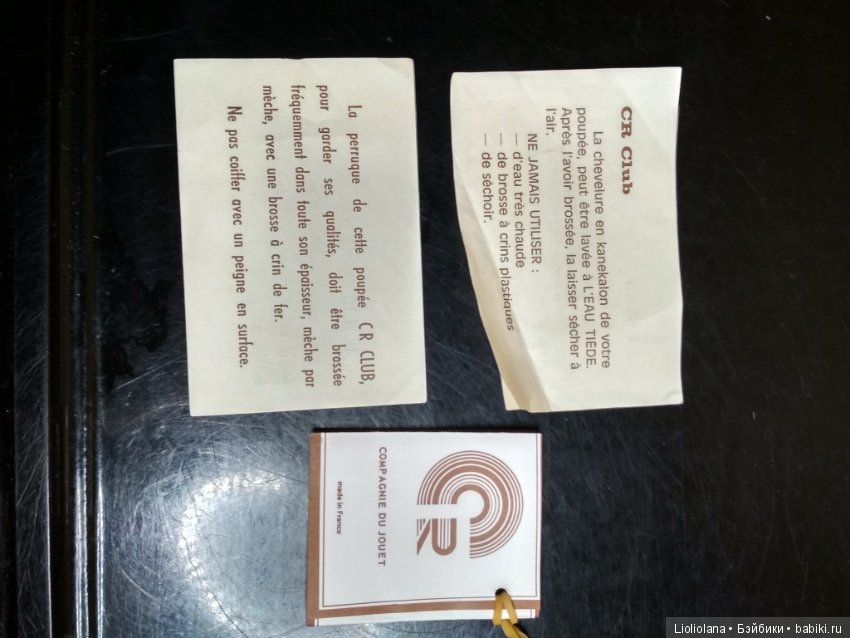 La perruque de cette poupée CR CLUB,
pour garder ses qualités, doit être brossée
fréquemment dans toute son épaisseur, mèche par
mèche, avec une brosse à crin de fer.
Ne pas coiffer avec un peigne en surface.
CR Club
La chevelure en kanekalon de votre
poupée, peut être lavée à L'EAU TIEDE.
Après l'avoir brossée, la laisser sécher à
l'air.
NE JAMAIS UTILISER :
— d'eau très chaude
— de brosse à crins plastiques
— de séchoir.
CR
COMPAGNIE DU JOUET
made in France
Lioliolana • Бэйбики • babiki.ru